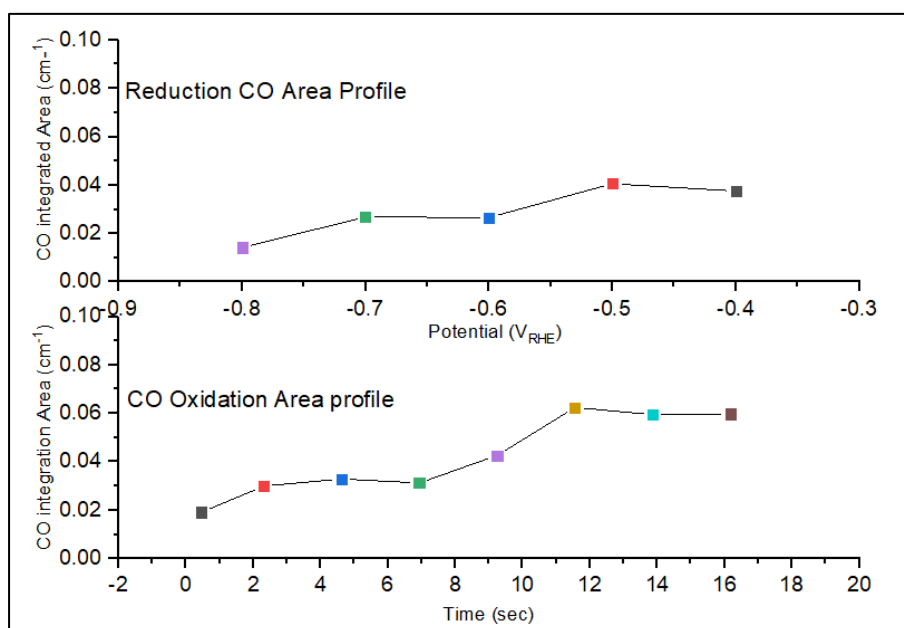 0.10
0.08
0.06
0.04
0.02
0.00
CO integrated Area (cm-1)
Reduction CO Area Profile
-0.9 -0.8 -0.7 -0.6 -0.5 -0.4 -0.3
Potential (V_RHE)
0.10
0.08
0.06
0.04
0.02
0.00
CO integration Area (cm⁻¹)
CO Oxidation Area profile
-2 0 2 4 6 8 10 12 14 16 18 20
Time (sec)